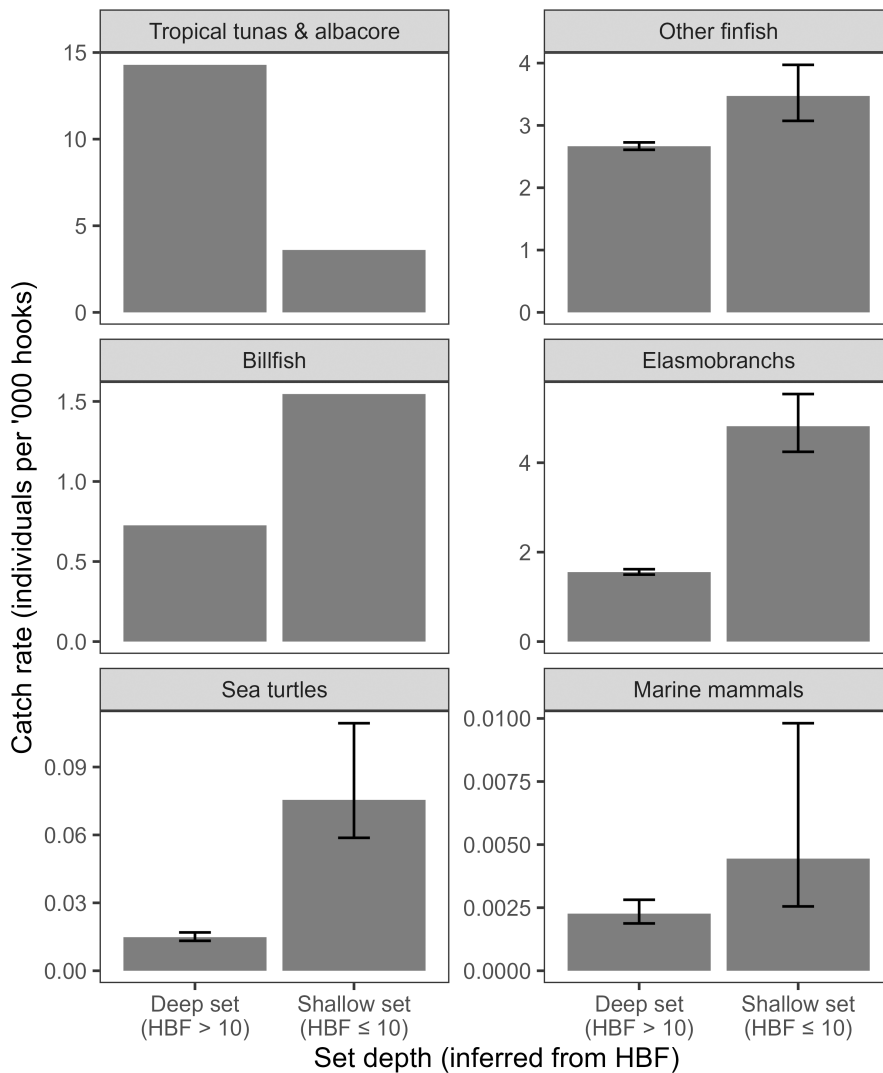 Tropical tunas & albacore
15
10
5
0
Other finfish
4
3
2
1
0
Billfish
1.5
1.0
0.5
0.0
Elasmobranchs
4
2
0
Sea turtles
0.09
0.06
0.03
0.00
Marine mammals
0.0100
0.0075
0.0050
0.0025
0.0000
Catch rate (individuals per '000 hooks)
Deep set
(HBF > 10)
Shallow set
(HBF ≤ 10)
Deep set
(HBF > 10)
Shallow set
(HBF ≤ 10)
Set depth (inferred from HBF)